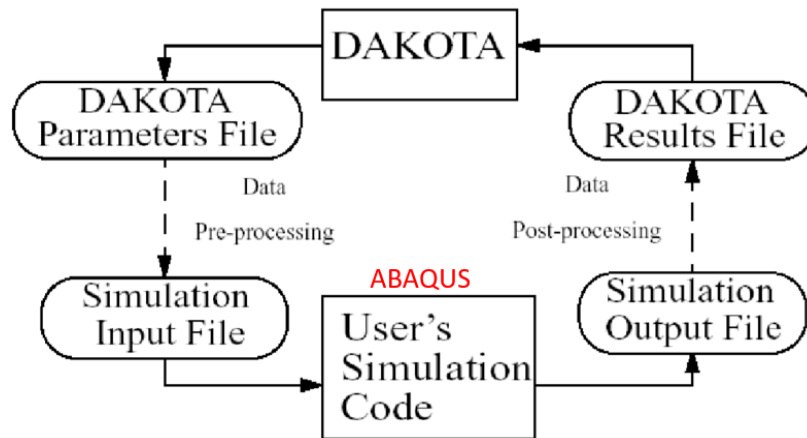 DAKOTA
DAKOTA
Parameters File
DAKOTA
Results File
Data
Pre-processing
Data
Post-processing
Simulation
Input File
ABAQUS
User's
Simulation
Code
Simulation
Output File